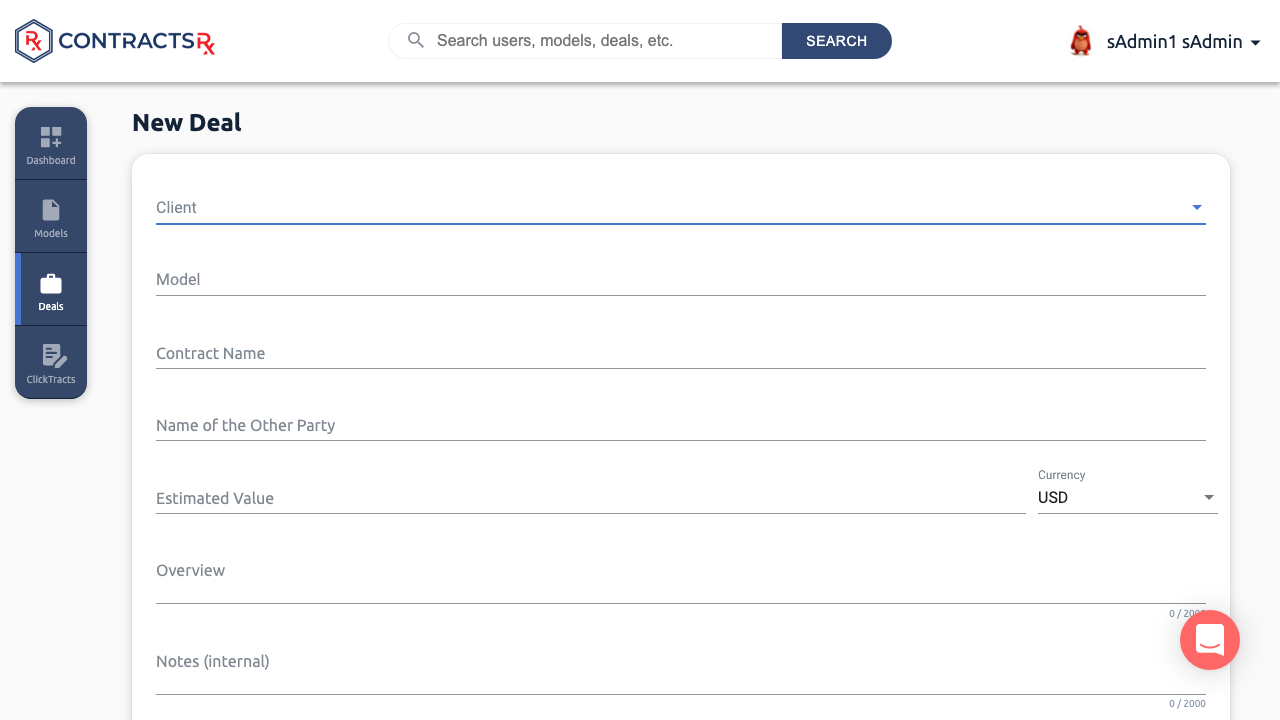 CONTRACTSRx
Search users, models, deals, etc.
SEARCH
sAdmin1 sAdmin
Dashboard
Models
Deals
ClickTracts
New Deal
Client
Model
Contract Name
Name of the Other Party
Estimated Value
Currency
USD
Overview
0 / 2000
Notes (internal)
0 / 2000